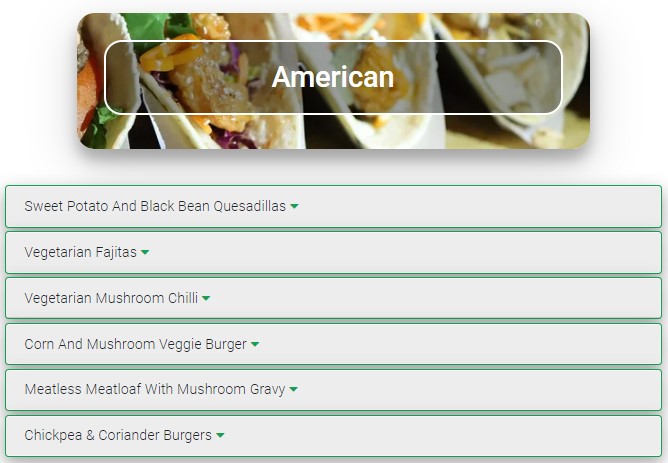 American
Sweet Potato And Black Bean Quesadillas
Vegetarian Fajitas
Vegetarian Mushroom Chilli
Corn And Mushroom Veggie Burger
Meatless Meatloaf With Mushroom Gravy
Chickpea & Coriander Burgers